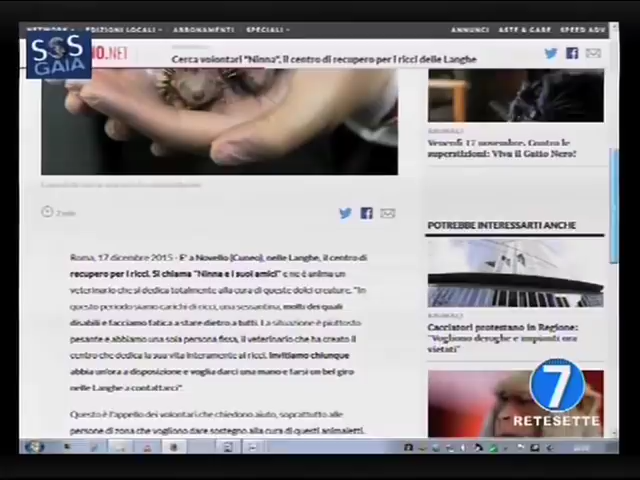 EDIZIONI LOCALI ABBONAMENTI SPECIALI ANNUNCI ASTE & GARE SPEED ADV
SOS
GAIA
O.NET
Cerca volontari "Ninna", il centro di recupero per i ricci delle Langhe
Venerdì 17 novembre. Contro le
superstizioni: Viva il Gatto Nero!
2 min
POTREBBE INTERESSARTI ANCHE
Roma, 17 dicembre 2015 - E' a Novello (Cuneo), nelle Langhe, il centro di
recupero per i ricci. Si chiama "Ninna e i suoi amici" e ne è anima un
veterinario che si dedica totalmente alla cura di queste dolci creature. "In
questo periodo siamo carichi di ricci, una sessantina, molti dei quali
disabili e facciamo fatica a stare dietro a tutti. La situazione è piuttosto
pesante e abbiamo una sola persona fissa, il veterinario che ha creato il
centro che dedica la sua vita interamente ai ricci. Invitiamo chiunque
abbia un'ora a disposizione e voglia darci una mano e farsi un bel giro
nelle Langhe a contattarci".
Questo è l'appello dei volontari che chiedono aiuto, soprattutto alle
persone di zona che vogliono dare sostegno alla cura di questi animaletti.
ANIMALI
Cacciatori protestano in Regione:
"Vogliono deroghe e impianti ora
vietati"
7
RETESETTE